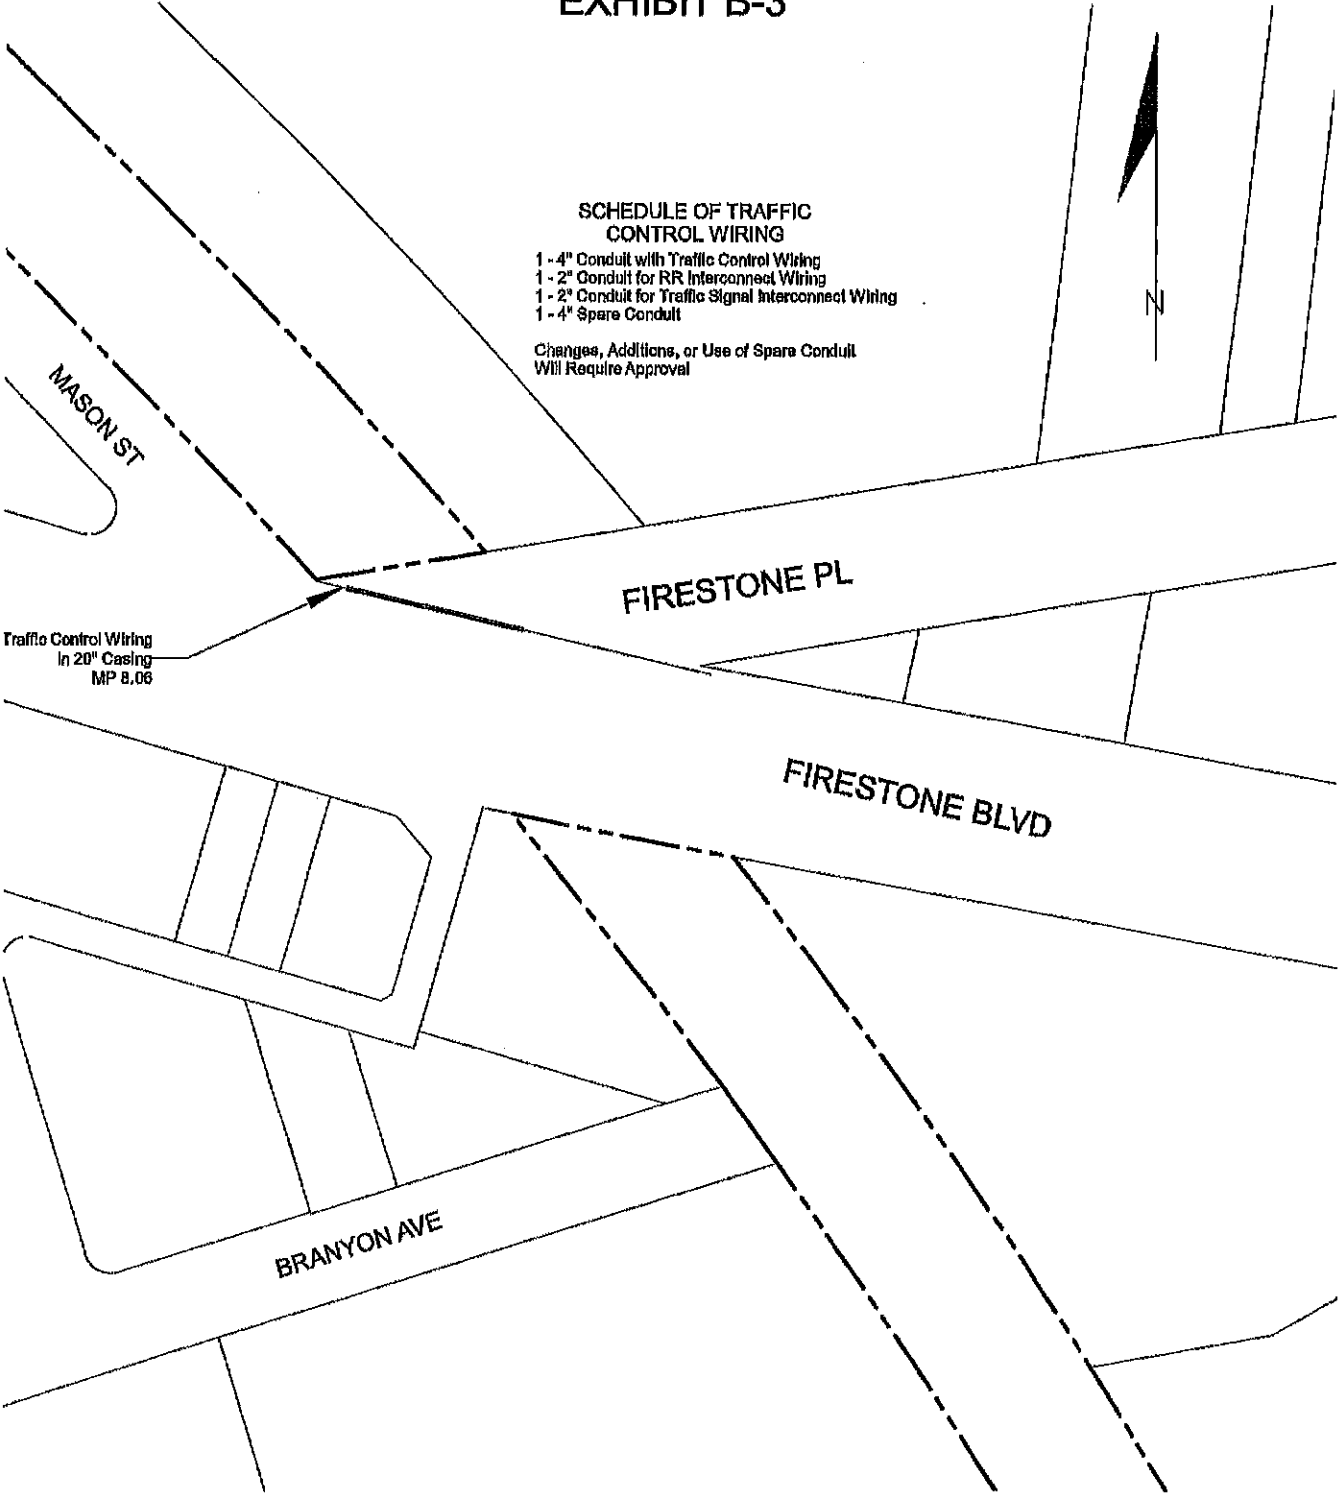 EXHIBIT B-3
SCHEDULE OF TRAFFIC
CONTROL WIRING
1 - 4" Conduit with Traffic Control Wiring
1 - 2" Conduit for RR Interconnect Wiring
1 - 2" Conduit for Traffic Signal Interconnect Wiring
1 - 4" Spare Conduit
Changes, Additions, or Use of Spare Conduit
Will Require Approval
N
MASON ST
FIRESTONE PL
Traffic Control Wiring
In 20" Casing
MP 8.06
FIRESTONE BLVD
BRANYON AVE